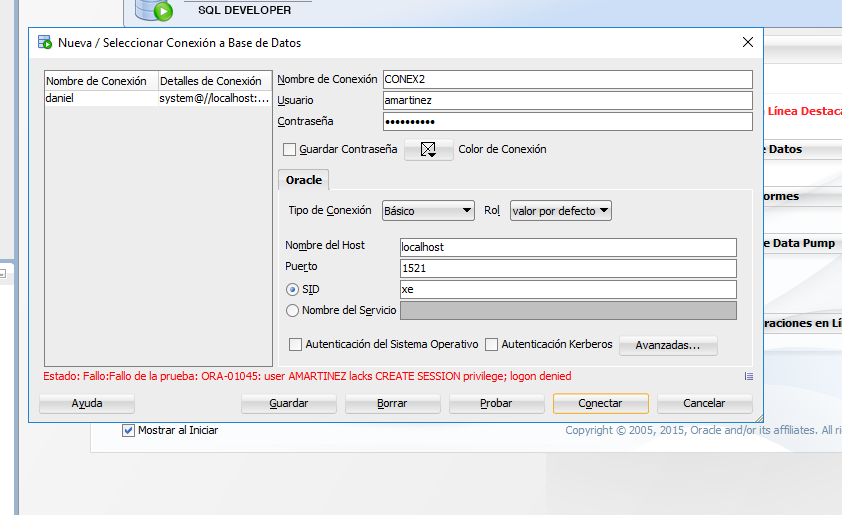 SQL DEVELOPER
Nueva / Seleccionar Conexión a Base de Datos
Nombre de Conexión Detalles de Conexión
daniel system@//localhost:...
Nombre de Conexión CONEX2
Usuario amartinez
Contraseña ••••••••••
Guardar Contraseña Color de Conexión
Oracle
Tipo de Conexión Básico Rol valor por defecto
Nombre del Host localhost
Puerto 1521
SID xe
Nombre del Servicio
Autenticación del Sistema Operativo Autenticación Kerberos Avanzadas...
Estado: Fallo:Fallo de la prueba: ORA-01045: user AMARTINEZ lacks CREATE SESSION privilege; logon denied
Ayuda Guardar Borrar Probar Conectar Cancelar
Línea Destaca
e Datos
ormes
e Data Pump
raciones en Lí
Mostrar al Iniciar
Copyright © 2005, 2015, Oracle and/or its affiliates. All ri